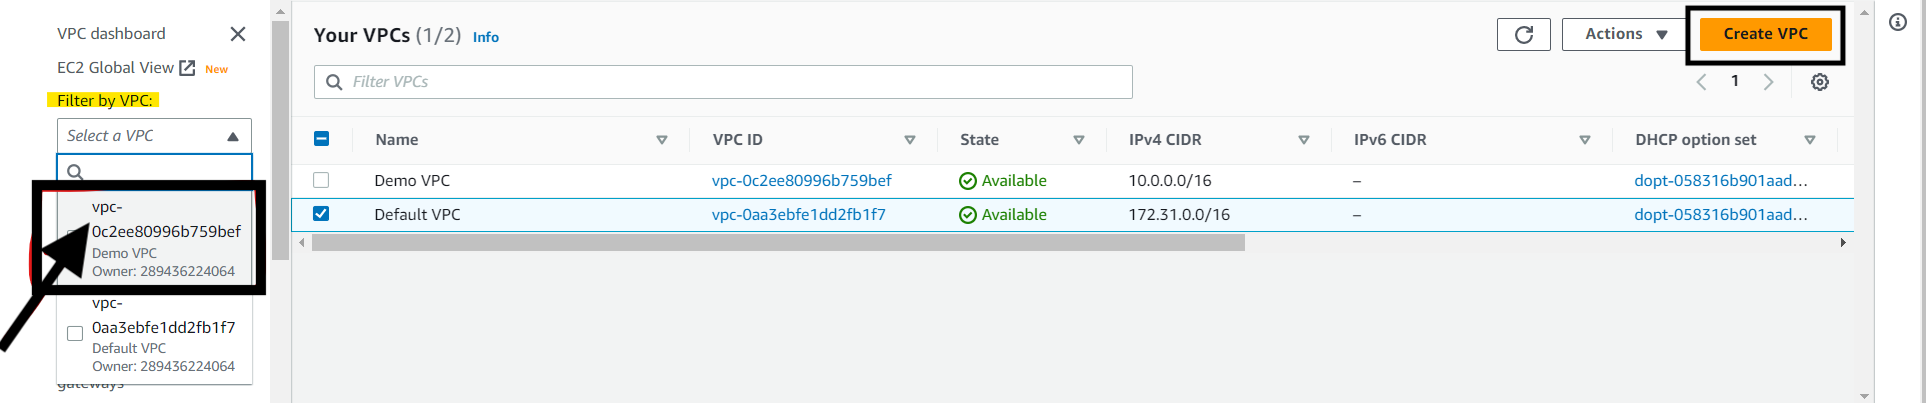 VPC dashboard
EC2 Global View New
Filter by VPC:
Select a VPC
vpc-
0c2ee80996b759bef
Demo VPC
Owner: 289436224064
vpc-
0aa3ebfe1dd2fb1f7
Default VPC
Owner: 289436224064
gateways
Your VPCs (1/2) Info
Actions
Create VPC
Filter VPCs
1
Name VPC ID State IPv4 CIDR IPv6 CIDR DHCP option set
Demo VPC vpc-0c2ee80996b759bef Available 10.0.0.0/16 – dopt-058316b901aad…
Default VPC vpc-0aa3ebfe1dd2fb1f7 Available 172.31.0.0/16 – dopt-058316b901aad…